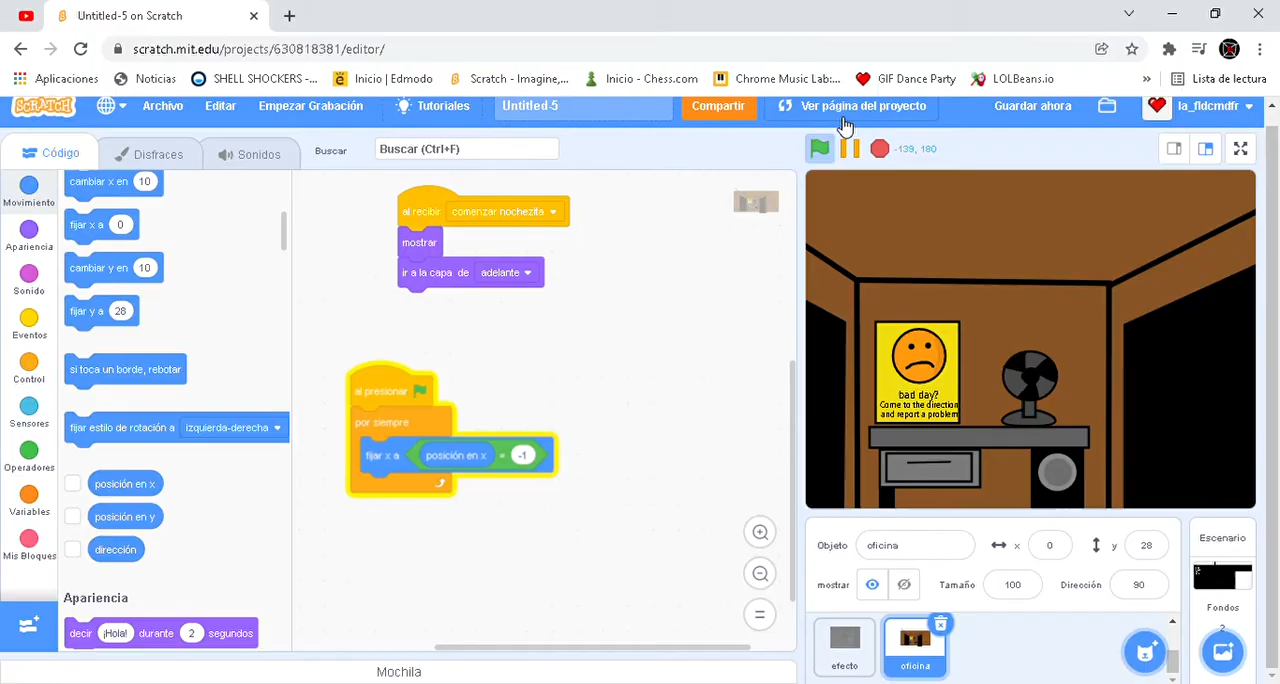 Untitled-5 on Scratch
scratch.mit.edu/projects/630818381/editor/
Aplicaciones Noticias SHELL SHOCKERS -... Inicio | Edmodo Scratch - Imagine,... Inicio - Chess.com Chrome Music Lab:... GIF Dance Party LOLBeans.io » Lista de lectura
SCRATCH Archivo Editar Empezar Grabación Tutoriales Untitled-5 Compartir Ver página del proyecto Guardar ahora la_fldcmdfr
Código Disfraces Sonidos Buscar Buscar (Ctrl+F) -139, 180
Movimiento
Apariencia
Sonido
Eventos
Control
Sensores
Operadores
Variables
Mis Bloques
cambiar x en 10
fijar x a 0
cambiar y en 10
fijar y a 28
si toca un borde, rebotar
fijar estilo de rotación a izquierda-derecha
posición en x
posición en y
dirección
Apariencia
decir ¡Hola! durante 2 segundos
al recibir comenzar nochezita
mostrar
ir a la capa de adelante
al presionar
por siempre
fijar x a posición en x = -1
bad day?
Come to the direction
and report a problem
Objeto oficina x 0 y 28
mostrar Tamaño 100 Dirección 90
efecto
oficina
Escenario
Fondos
2
Mochila